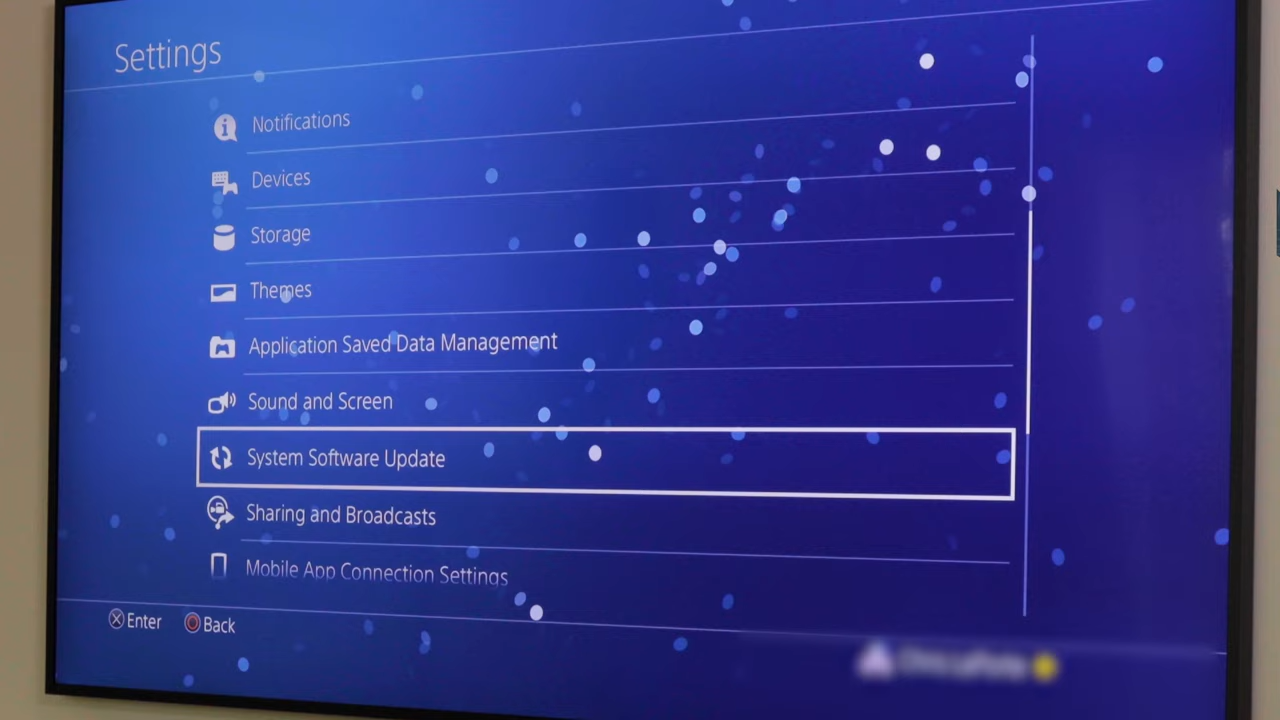 Settings
Notifications
Devices
Storage
Themes
Application Saved Data Management
Sound and Screen
System Software Update
Sharing and Broadcasts
Mobile App Connection Settings
Enter Back